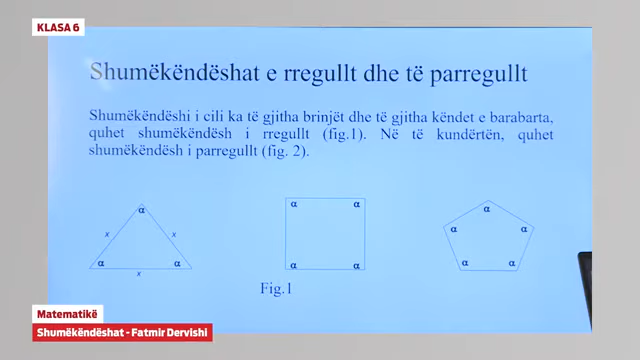 KLASA 6
Shumëkëndëshat e rregullt dhe të parregullt
Shumëkëndëshi i cili ka të gjitha brinjët dhe të gjitha këndet e barabarta,
quhet shumëkëndësh i rregullt (fig.1). Në të kundërtën, quhet
shumëkëndësh i parregullt (fig. 2).
α
x x
α α
x
α α
α α
α
α α
α α
Fig.1
Matematikë
Shumëkëndëshat - Fatmir Dervishi